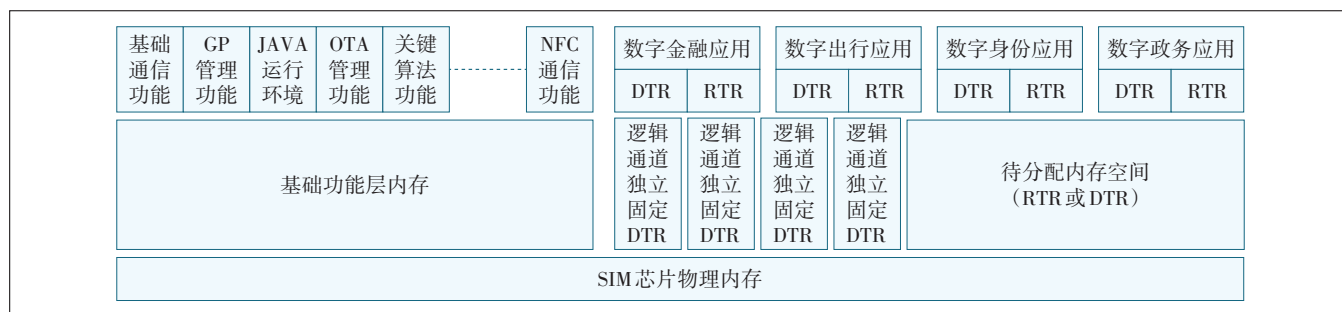 基础
通信
功能
GP
管理
功能
JAVA
运行
环境
OTA
管理
功能
关键
算法
功能
NFC
通信
功能
数字金融应用
DTR
RTR
数字出行应用
DTR
RTR
数字身份应用
DTR
RTR
数字政务应用
DTR
RTR
基础功能层内存
逻辑
通道
独立
固定
DTR
逻辑
通道
独立
固定
DTR
逻辑
通道
独立
固定
DTR
逻辑
通道
独立
固定
DTR
待分配内存空间
（RTR或DTR）
SIM芯片物理内存